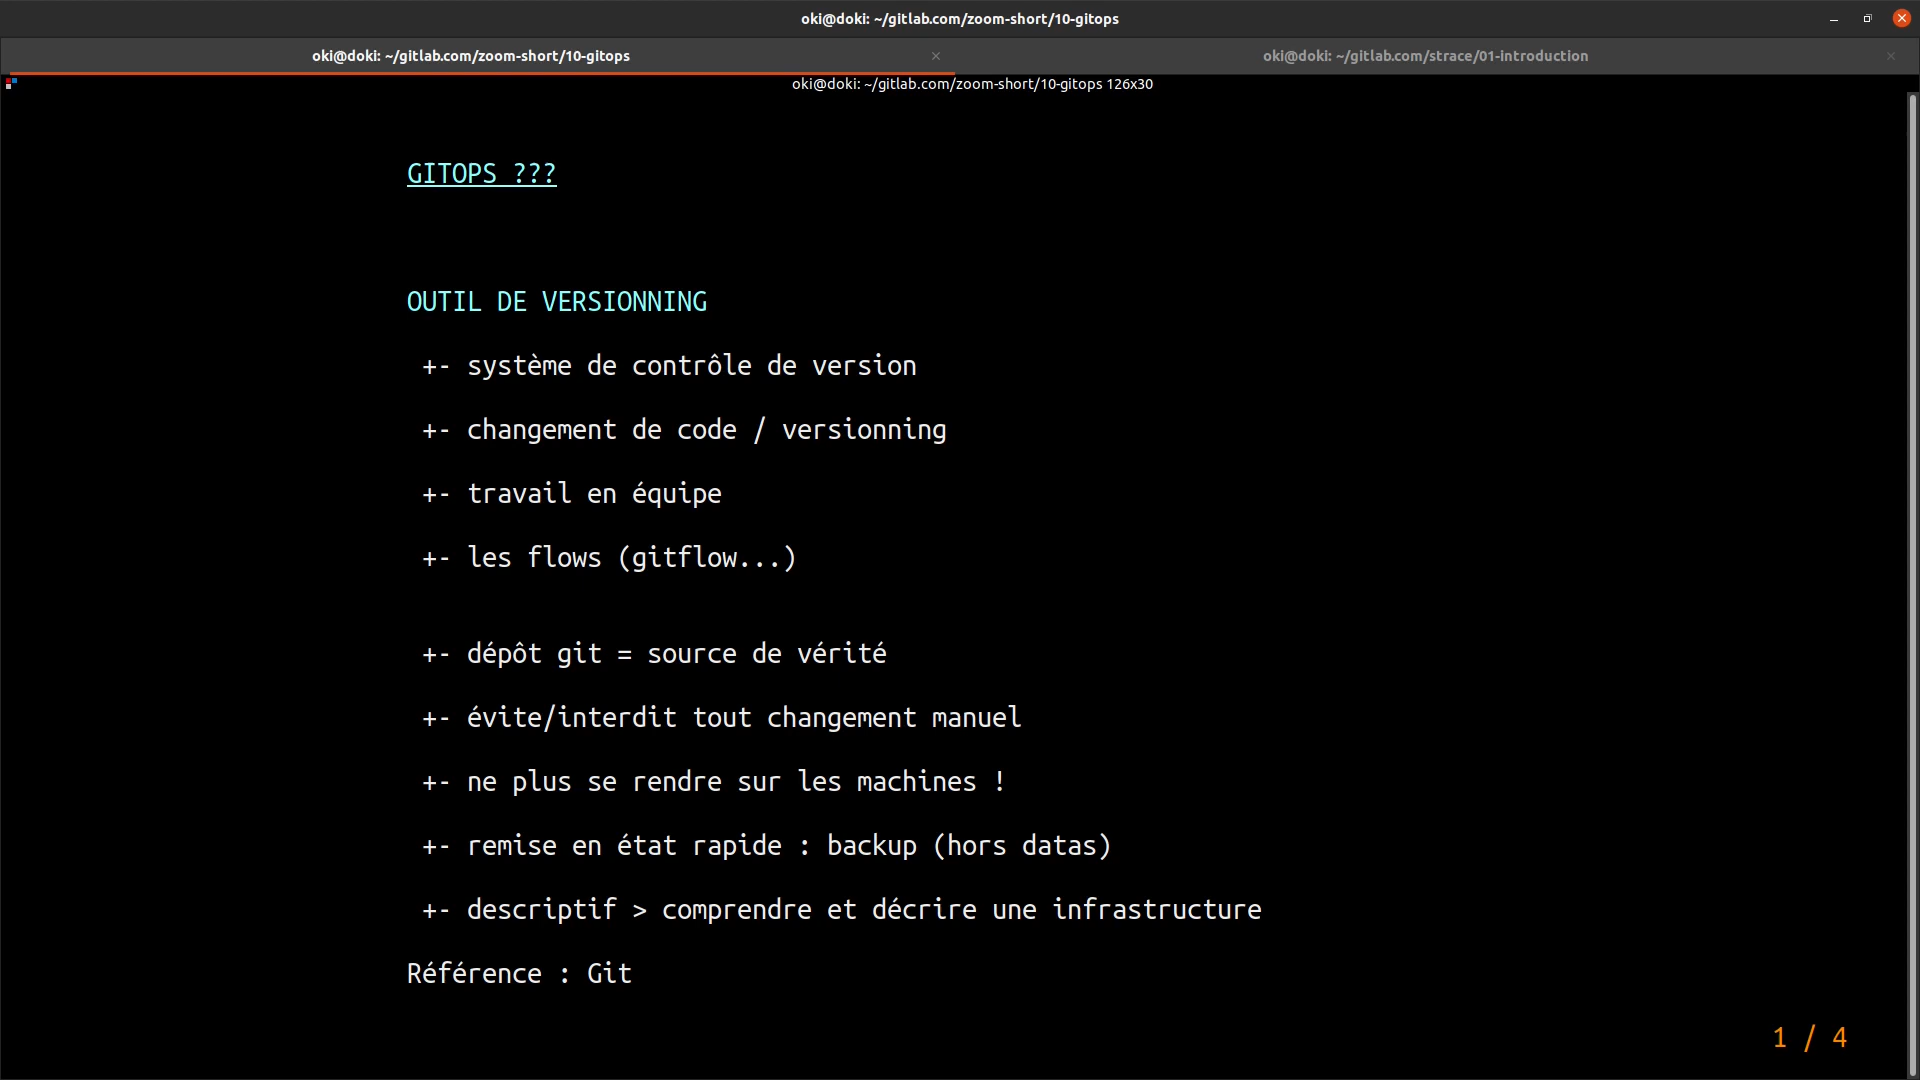 oki@doki: ~/gitlab.com/zoom-short/10-gitops
oki@doki: ~/gitlab.com/zoom-short/10-gitops
oki@doki: ~/gitlab.com/strace/01-introduction
oki@doki: ~/gitlab.com/zoom-short/10-gitops 126x30
GITOPS ???
OUTIL DE VERSIONNING
+- système de contrôle de version
+- changement de code / versionning
+- travail en équipe
+- les flows (gitflow...)
+- dépôt git = source de vérité
+- évite/interdit tout changement manuel
+- ne plus se rendre sur les machines !
+- remise en état rapide : backup (hors datas)
+- descriptif > comprendre et décrire une infrastructure
Référence : Git
1 / 4